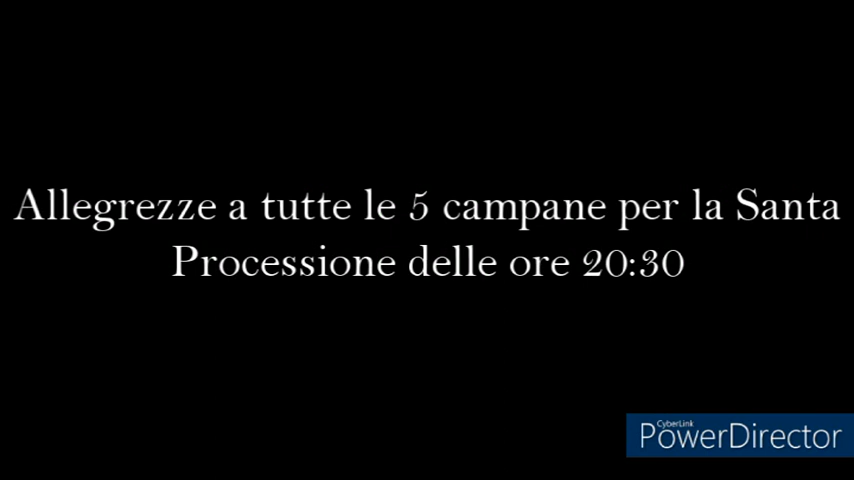 Allegrezze a tutte le 5 campane per la Santa
Processione delle ore 20:30
CyberLink
PowerDirector